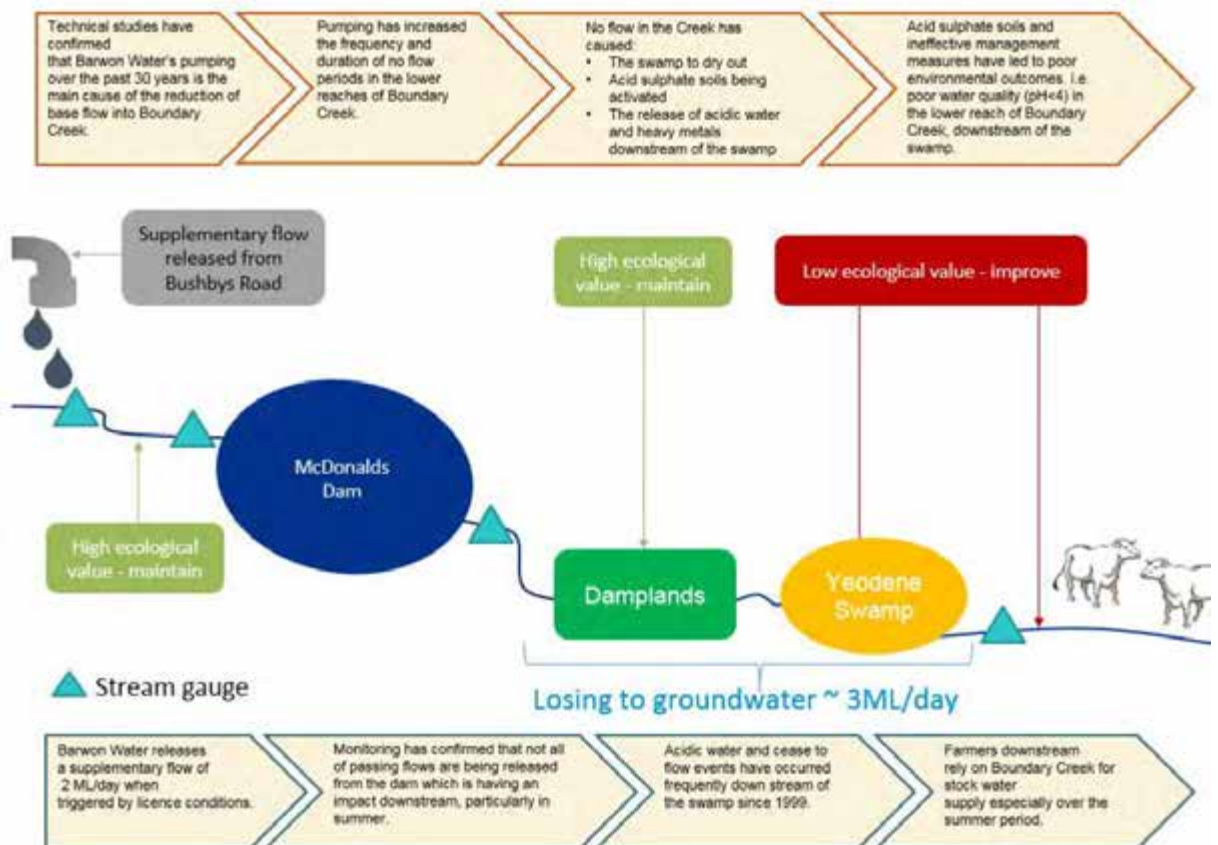 Technical studies have
confirmed
that Barwon Water's pumping
over the past 30 years is the
main cause of the reduction of
base flow into Boundary
Creek.
Pumping has increased
the frequency and
duration of no flow
periods in the lower
reaches of Boundary
Creek.
No flow in the Creek has
caused:
• The swamp to dry out
• Acid sulphate soils being
activated
• The release of acidic water
and heavy metals
downstream of the swamp
Acid sulphate soils and
ineffective management
measures have led to poor
environmental outcomes. i.e.
poor water quality (pH<4) in
the lower reach of Boundary
Creek, downstream of the
swamp.
Supplementary flow
released from
Bushbys Road
High ecological
value - maintain
Low ecological value - improve
McDonalds
Dam
High ecological
value - maintain
Damplands
Yeodene
Swamp
Stream gauge
Losing to groundwater ~ 3ML/day
Barwon Water releases
a supplementary flow of
2 ML/day when
triggered by licence conditions.
Monitoring has confirmed that not all
of passing flows are being released
from the dam which is having an
impact downstream, particularly in
summer.
Acidic water and cease to
flow events have occurred
frequently down stream of
the swamp since 1999.
Farmers downstream
rely on Boundary Creek for
stock water
supply especially over the
summer period.